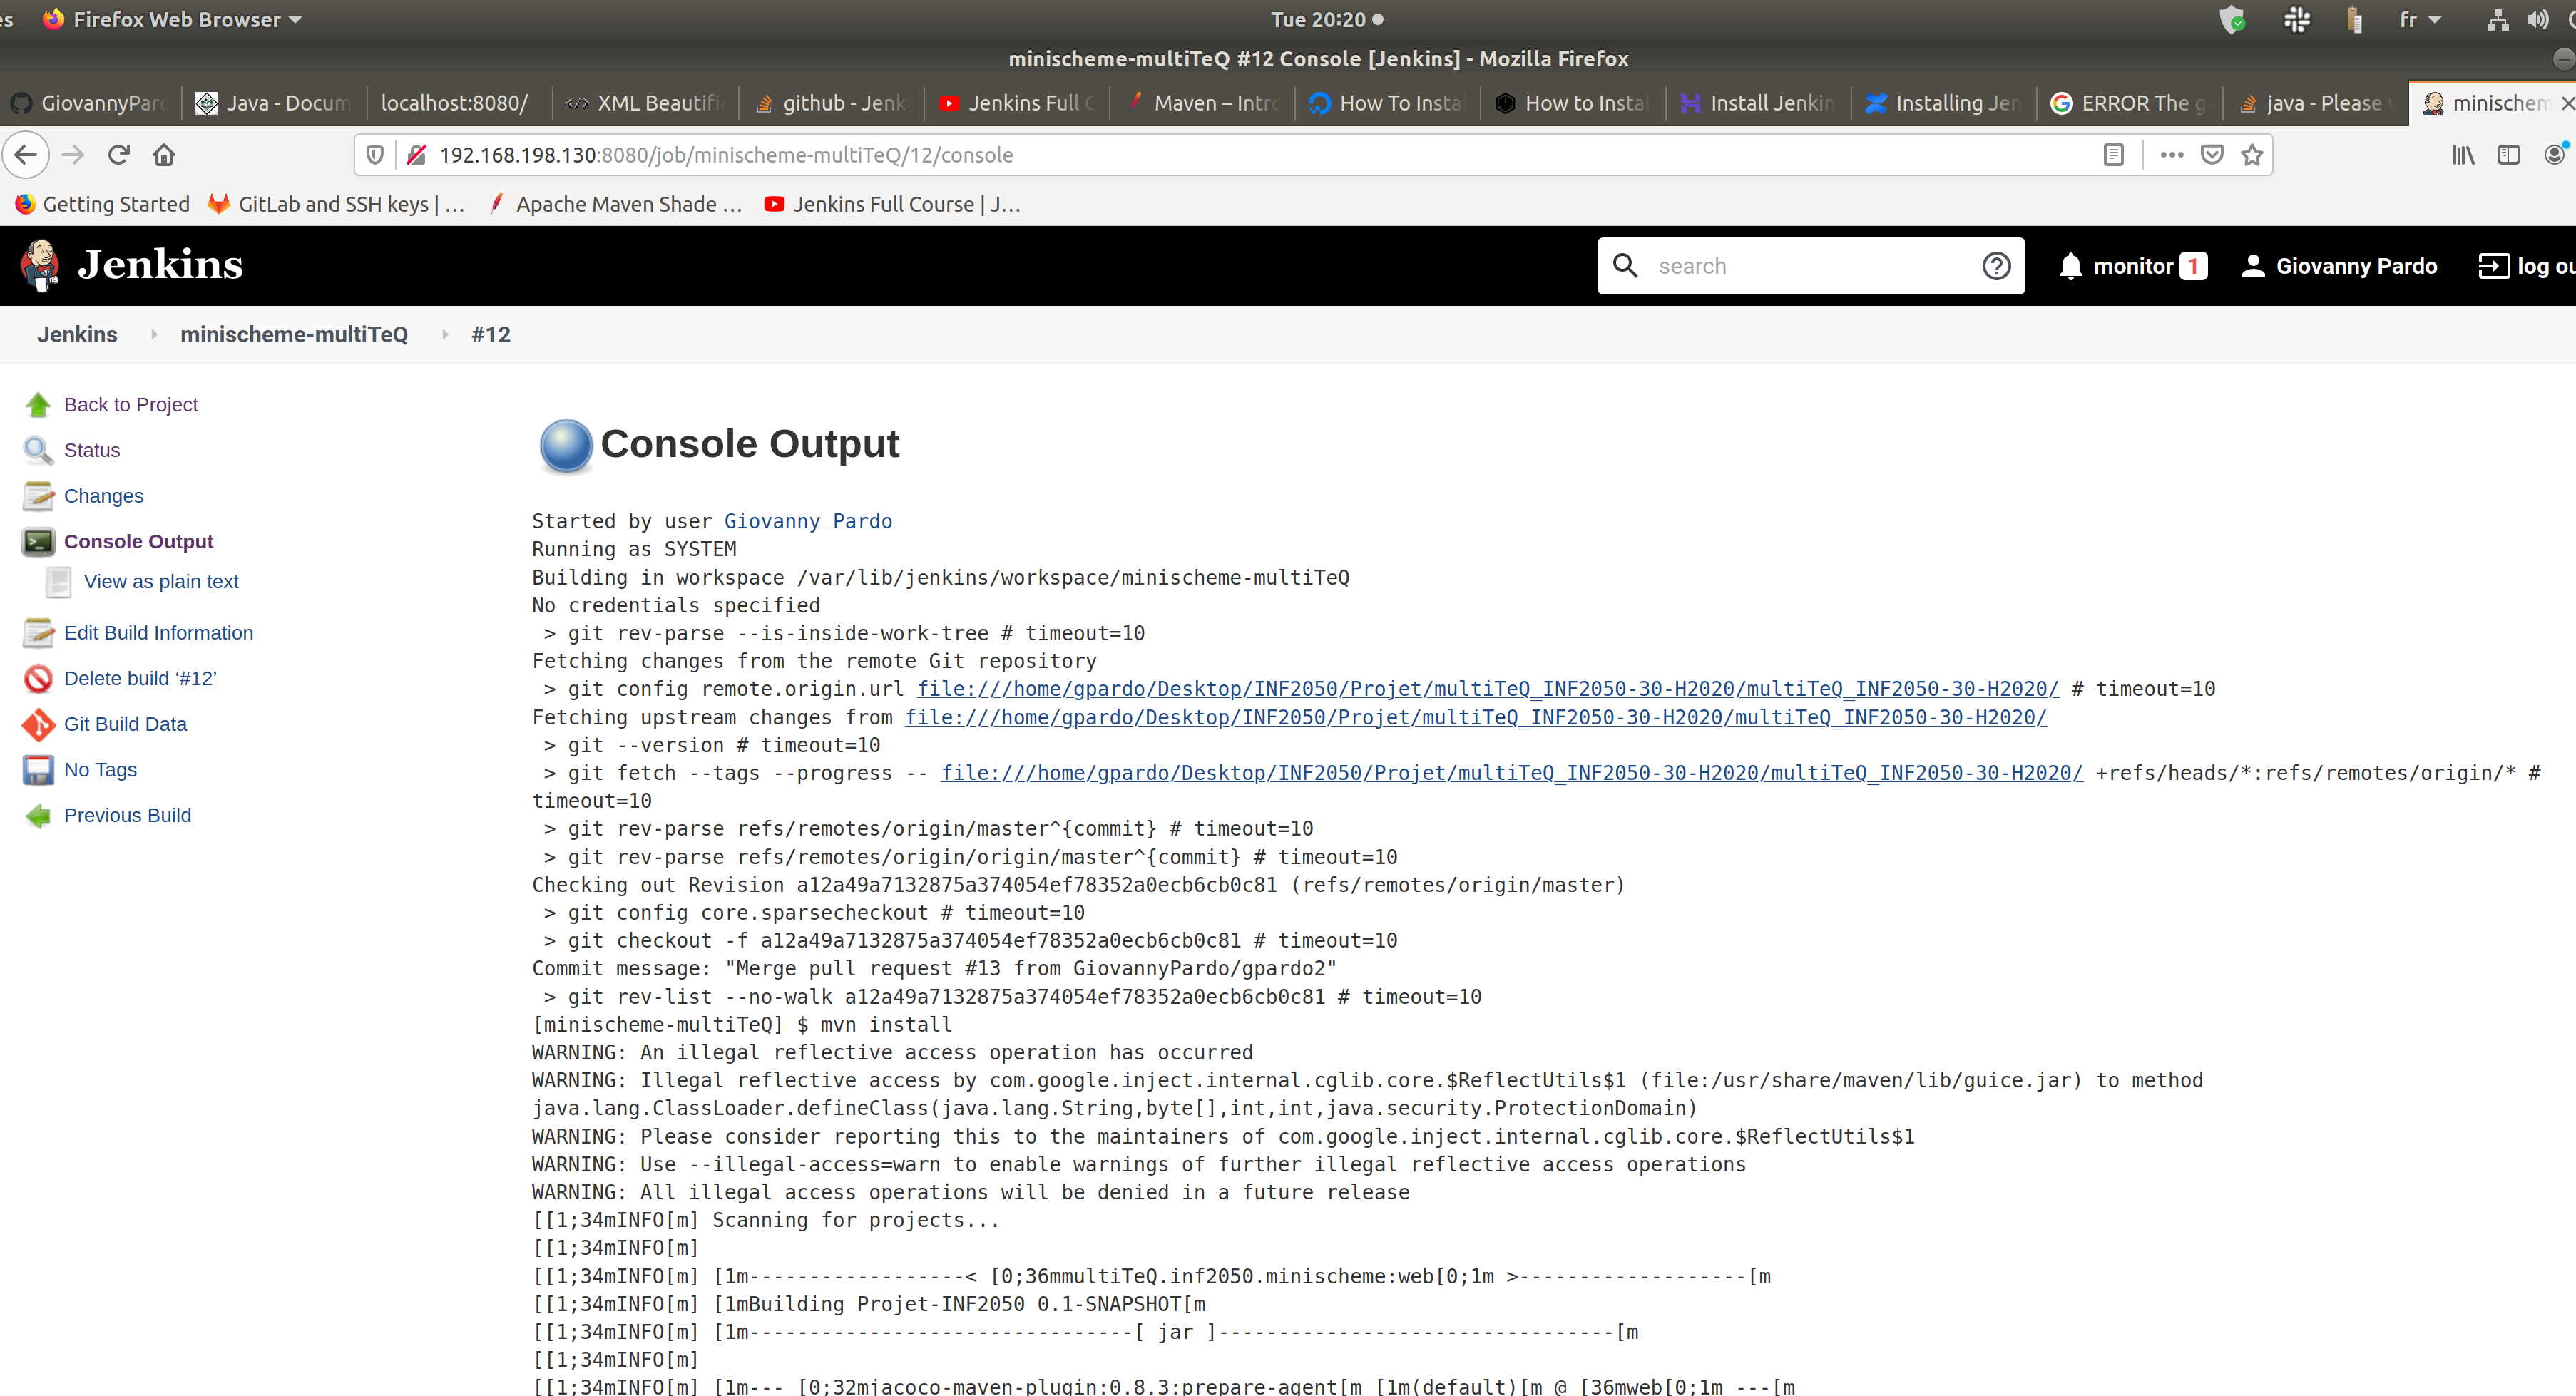 es Firefox Web Browser Tue 20:20 fr
minischeme-multiTeQ #12 Console [Jenkins] - Mozilla Firefox
GiovannyPard Java - Docum localhost:8080/ XML Beautifi github - Jenk Jenkins Full C Maven – Intro How To Instal How to Instal Install Jenkin Installing Jen ERROR The g java - Please minischem
192.168.198.130:8080/job/minischeme-multiTeQ/12/console
Getting Started GitLab and SSH keys | ... Apache Maven Shade ... Jenkins Full Course | J...
Jenkins search monitor 1 Giovanny Pardo log ou
Jenkins minischeme-multiTeQ #12
Back to Project
Status
Changes
Console Output
View as plain text
Edit Build Information
Delete build ‘#12’
Git Build Data
No Tags
Previous Build
Console Output
Started by user Giovanny Pardo
Running as SYSTEM
Building in workspace /var/lib/jenkins/workspace/minischeme-multiTeQ
No credentials specified
> git rev-parse --is-inside-work-tree # timeout=10
Fetching changes from the remote Git repository
> git config remote.origin.url file:///home/gpardo/Desktop/INF2050/Projet/multiTeQ_INF2050-30-H2020/multiTeQ_INF2050-30-H2020/ # timeout=10
Fetching upstream changes from file:///home/gpardo/Desktop/INF2050/Projet/multiTeQ_INF2050-30-H2020/multiTeQ_INF2050-30-H2020/
> git --version # timeout=10
> git fetch --tags --progress -- file:///home/gpardo/Desktop/INF2050/Projet/multiTeQ_INF2050-30-H2020/multiTeQ_INF2050-30-H2020/ +refs/heads/*:refs/remotes/origin/* #
timeout=10
> git rev-parse refs/remotes/origin/master^{commit} # timeout=10
> git rev-parse refs/remotes/origin/origin/master^{commit} # timeout=10
Checking out Revision a12a49a7132875a374054ef78352a0ecb6cb0c81 (refs/remotes/origin/master)
> git config core.sparsecheckout # timeout=10
> git checkout -f a12a49a7132875a374054ef78352a0ecb6cb0c81 # timeout=10
Commit message: "Merge pull request #13 from GiovannyPardo/gpardo2"
> git rev-list --no-walk a12a49a7132875a374054ef78352a0ecb6cb0c81 # timeout=10
[minischeme-multiTeQ] $ mvn install
WARNING: An illegal reflective access operation has occurred
WARNING: Illegal reflective access by com.google.inject.internal.cglib.core.$ReflectUtils$1 (file:/usr/share/maven/lib/guice.jar) to method
java.lang.ClassLoader.defineClass(java.lang.String,byte[],int,int,java.security.ProtectionDomain)
WARNING: Please consider reporting this to the maintainers of com.google.inject.internal.cglib.core.$ReflectUtils$1
WARNING: Use --illegal-access=warn to enable warnings of further illegal reflective access operations
WARNING: All illegal access operations will be denied in a future release
[[1;34mINFO[m] Scanning for projects...
[[1;34mINFO[m]
[[1;34mINFO[m] [1m------------------< [0;36mmultiTeQ.inf2050.minischeme:web[0;1m >-------------------[m
[[1;34mINFO[m] [1mBuilding Projet-INF2050 0.1-SNAPSHOT[m
[[1;34mINFO[m] [1m--------------------------------[ jar ]---------------------------------[m
[[1;34mINFO[m]
[[1;34mINFO[m] [1m--- [0;32mjacoco-maven-plugin:0.8.3:prepare-agent[m [1m(default)[m @ [36mweb[0;1m ---[m